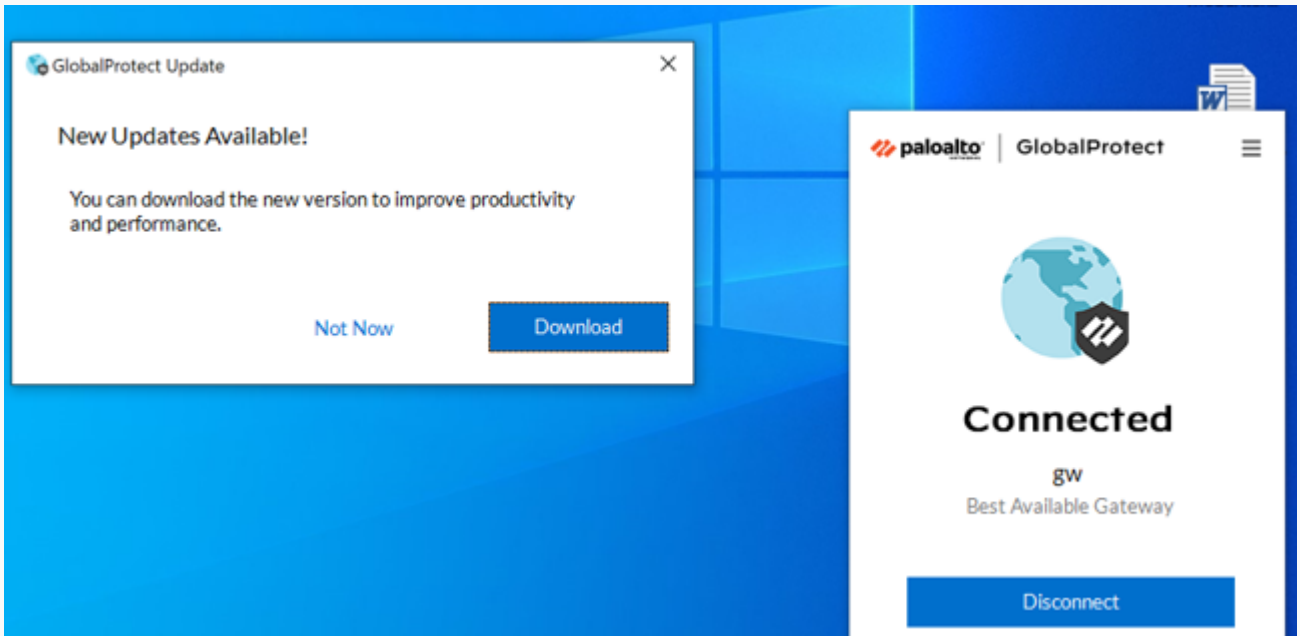 GlobalProtect Update
New Updates Available!
You can download the new version to improve productivity
and performance.
Not Now
Download
W
paloalto
GlobalProtect
Connected
gw
Best Available Gateway
Disconnect